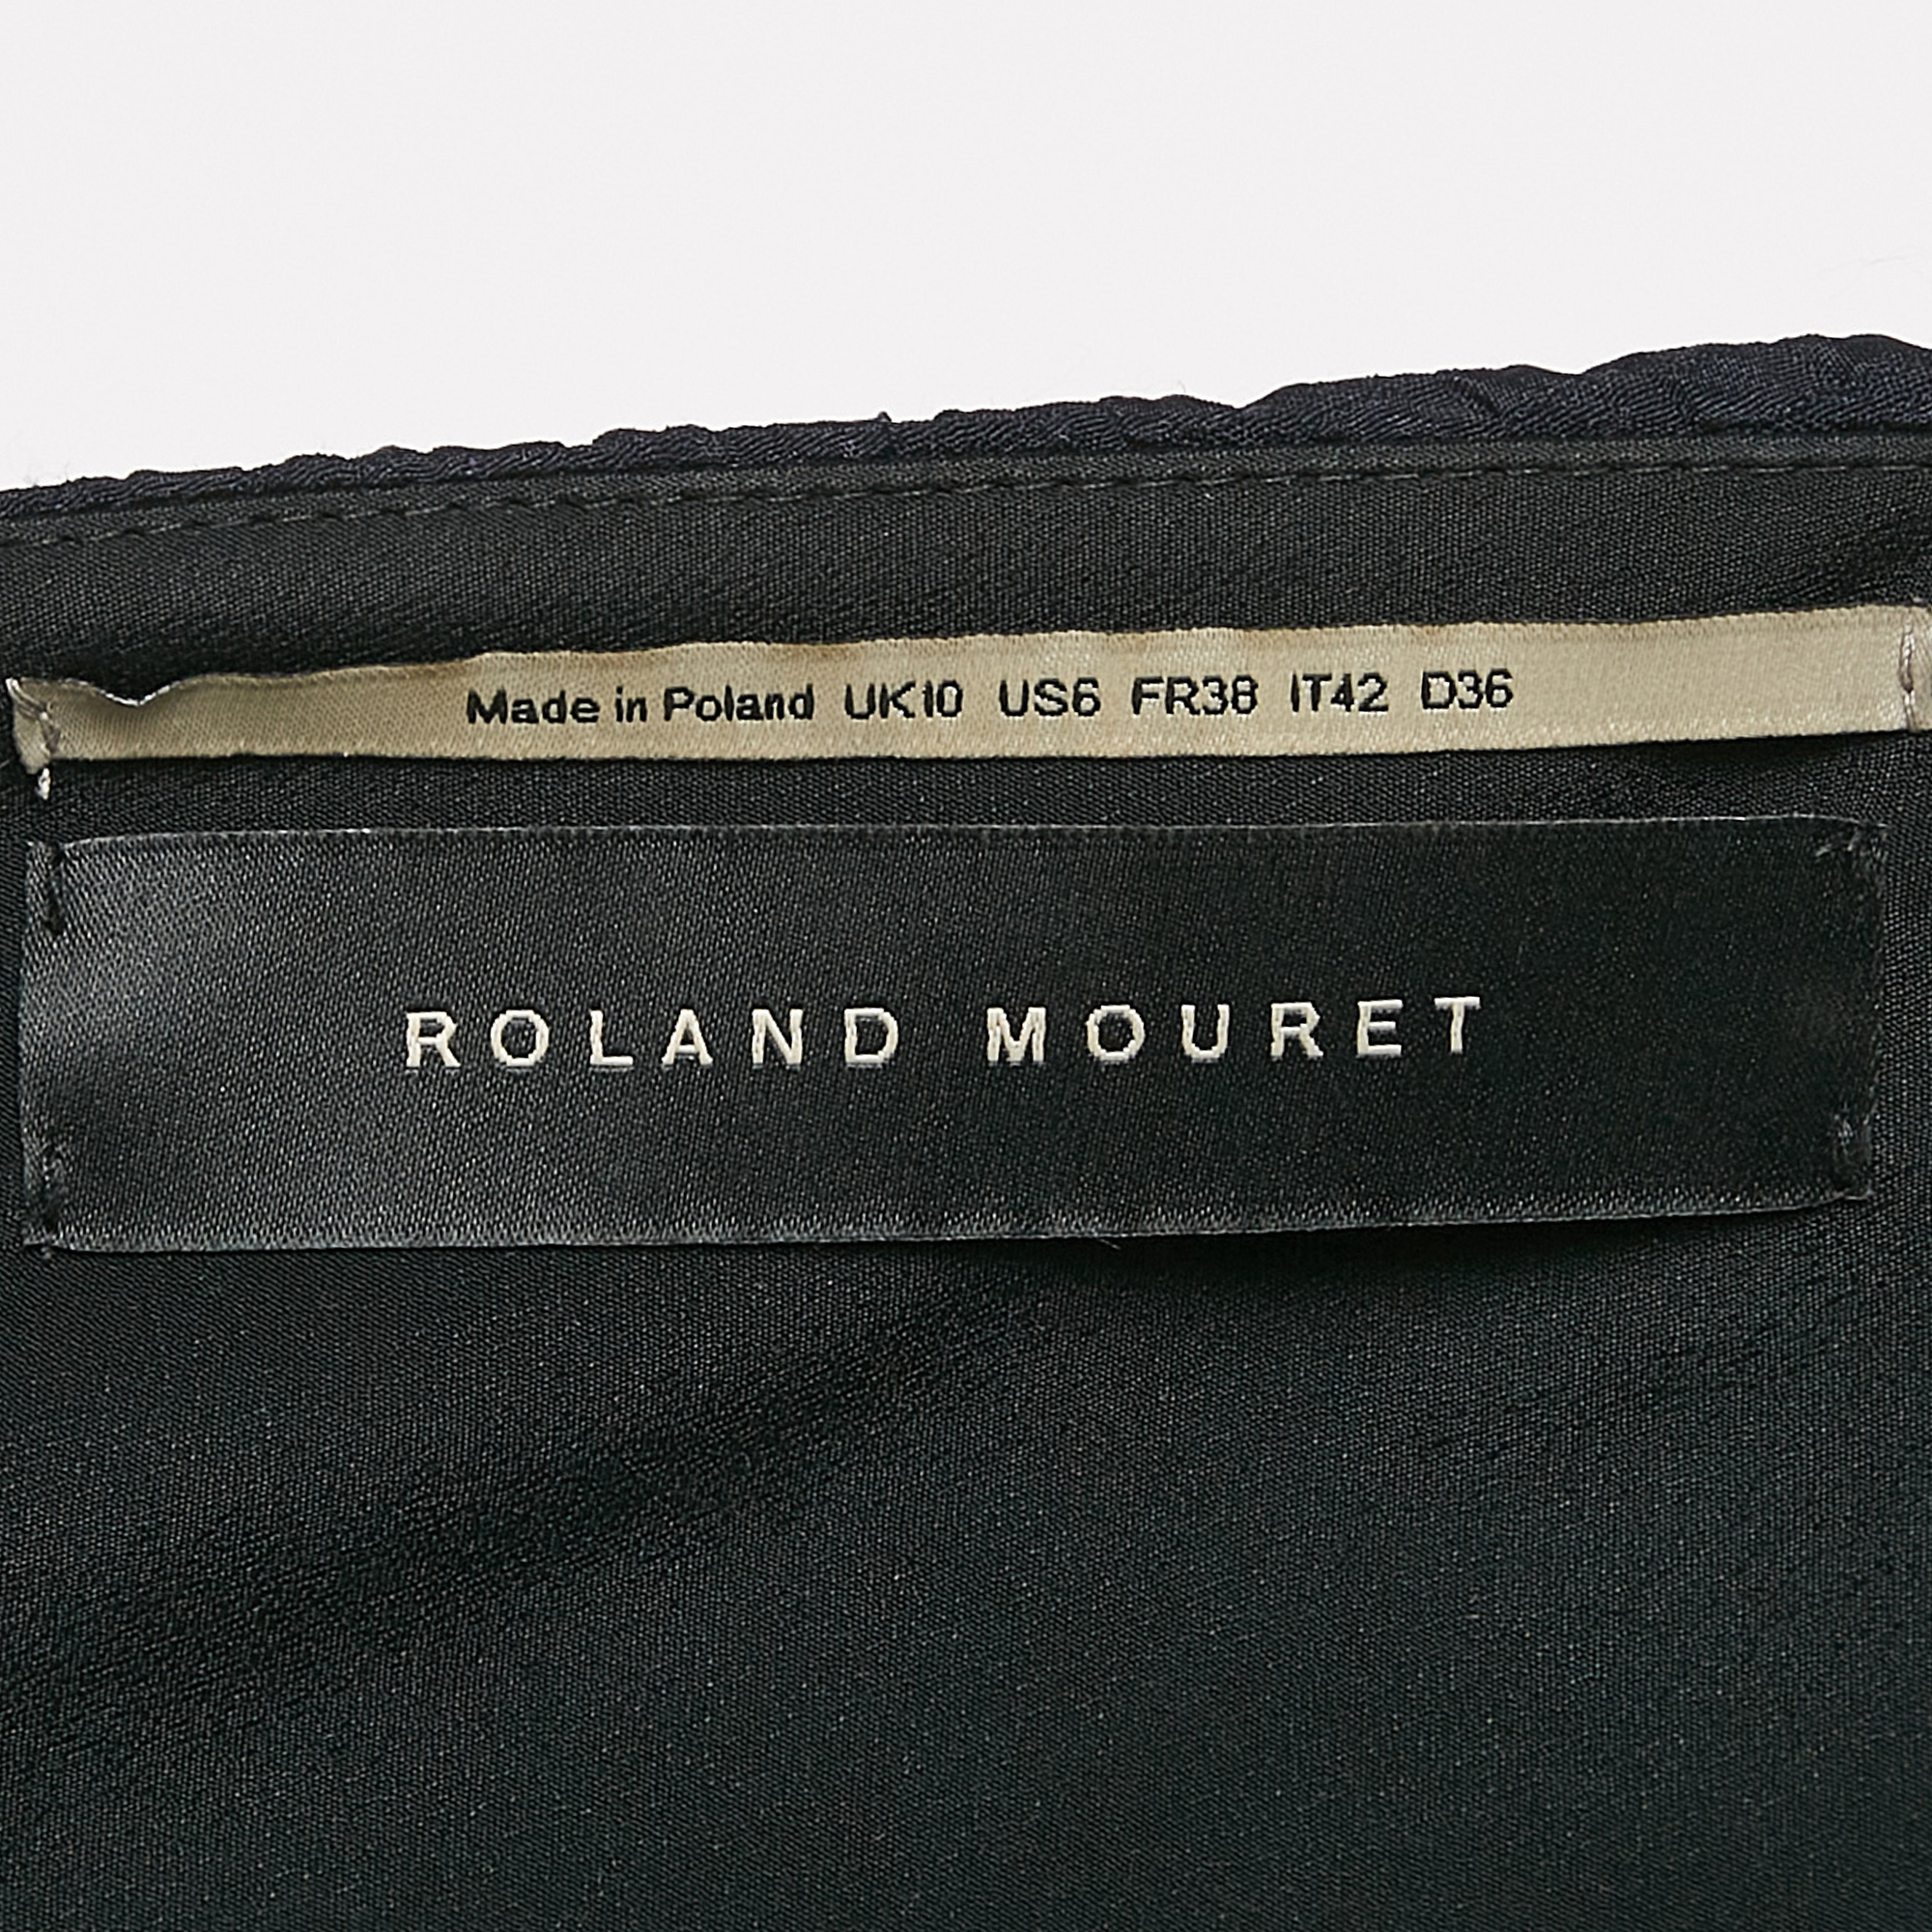 Made in Poland UK10 US6 FR38 IT42 D36
ROLAND MOURET